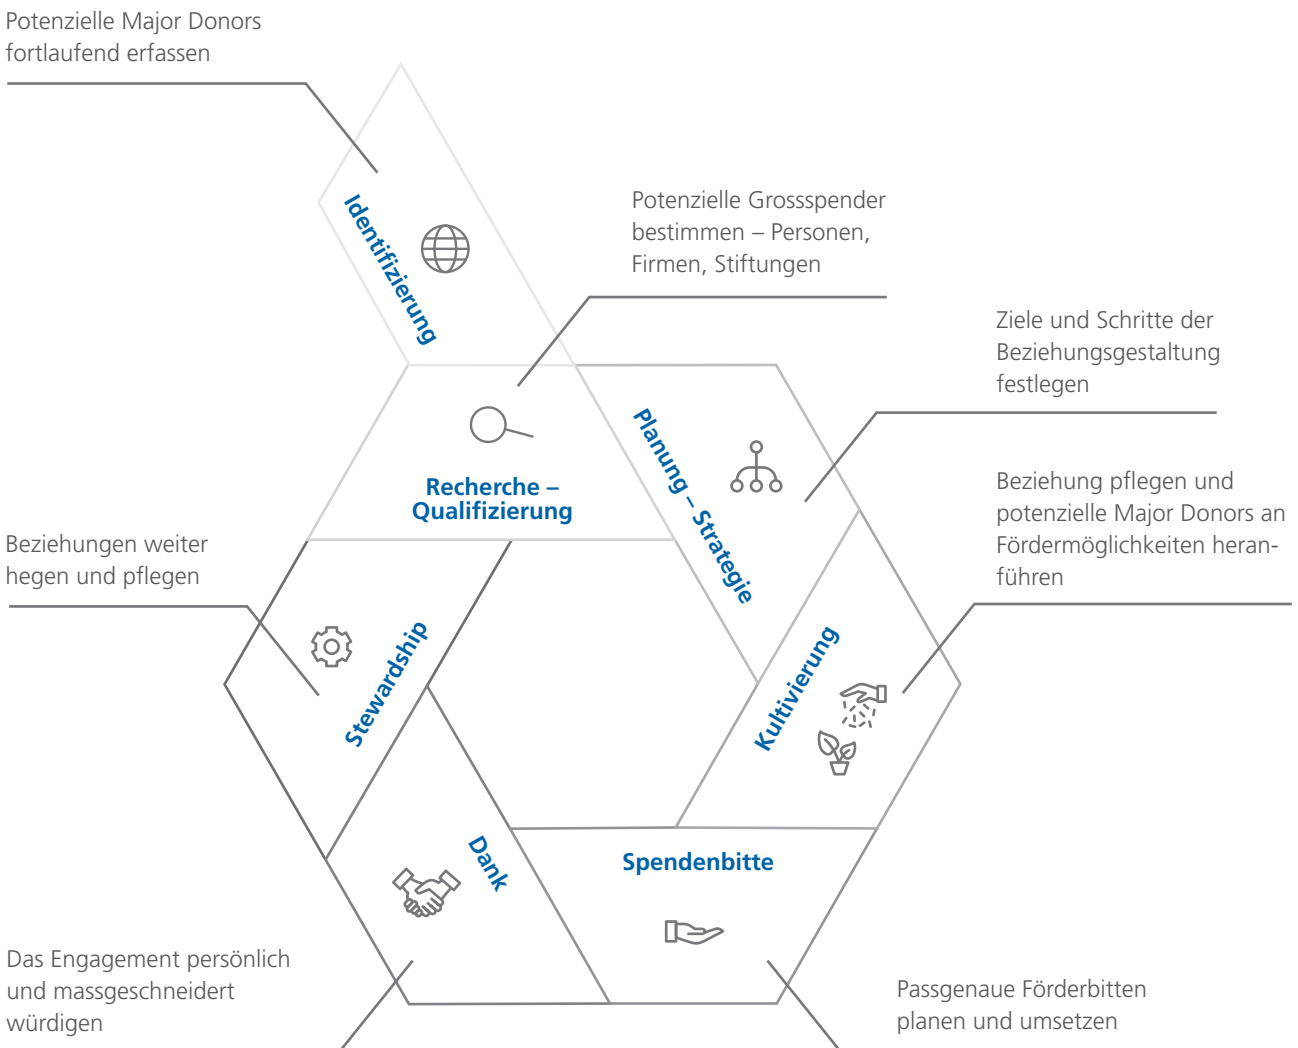 Potenzielle Major Donors
fortlaufend erfassen
Identifizierung
Potenzielle Grossspender
bestimmen – Personen,
Firmen, Stiftungen
Recherche –
Qualifizierung
Ziele und Schritte der
Beziehungsgestaltung
festlegen
Planung – Strategie
Beziehung pflegen und
potenzielle Major Donors an
Fördermöglichkeiten heran-
führen
Kultivierung
Spendenbitte
Passgenaue Förderbitten
planen und umsetzen
Dank
Das Engagement persönlich
und massgeschneidert
würdigen
Stewardship
Beziehungen weiter
hegen und pflegen